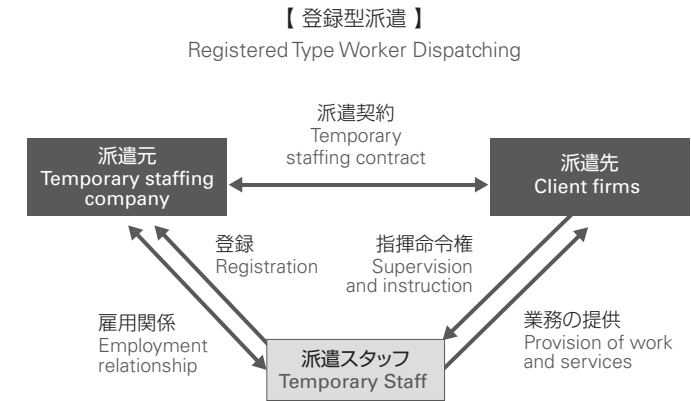 【 登録型派遣 】
Registered Type Worker Dispatching
派遣契約
Temporary
staffing contract
派遣元
Temporary staffing
company
派遣先
Client firms
登録
Registration
指揮命令権
Supervision
and instruction
雇用関係
Employment
relationship
業務の提供
Provision of work
and services
派遣スタッフ
Temporary Staff